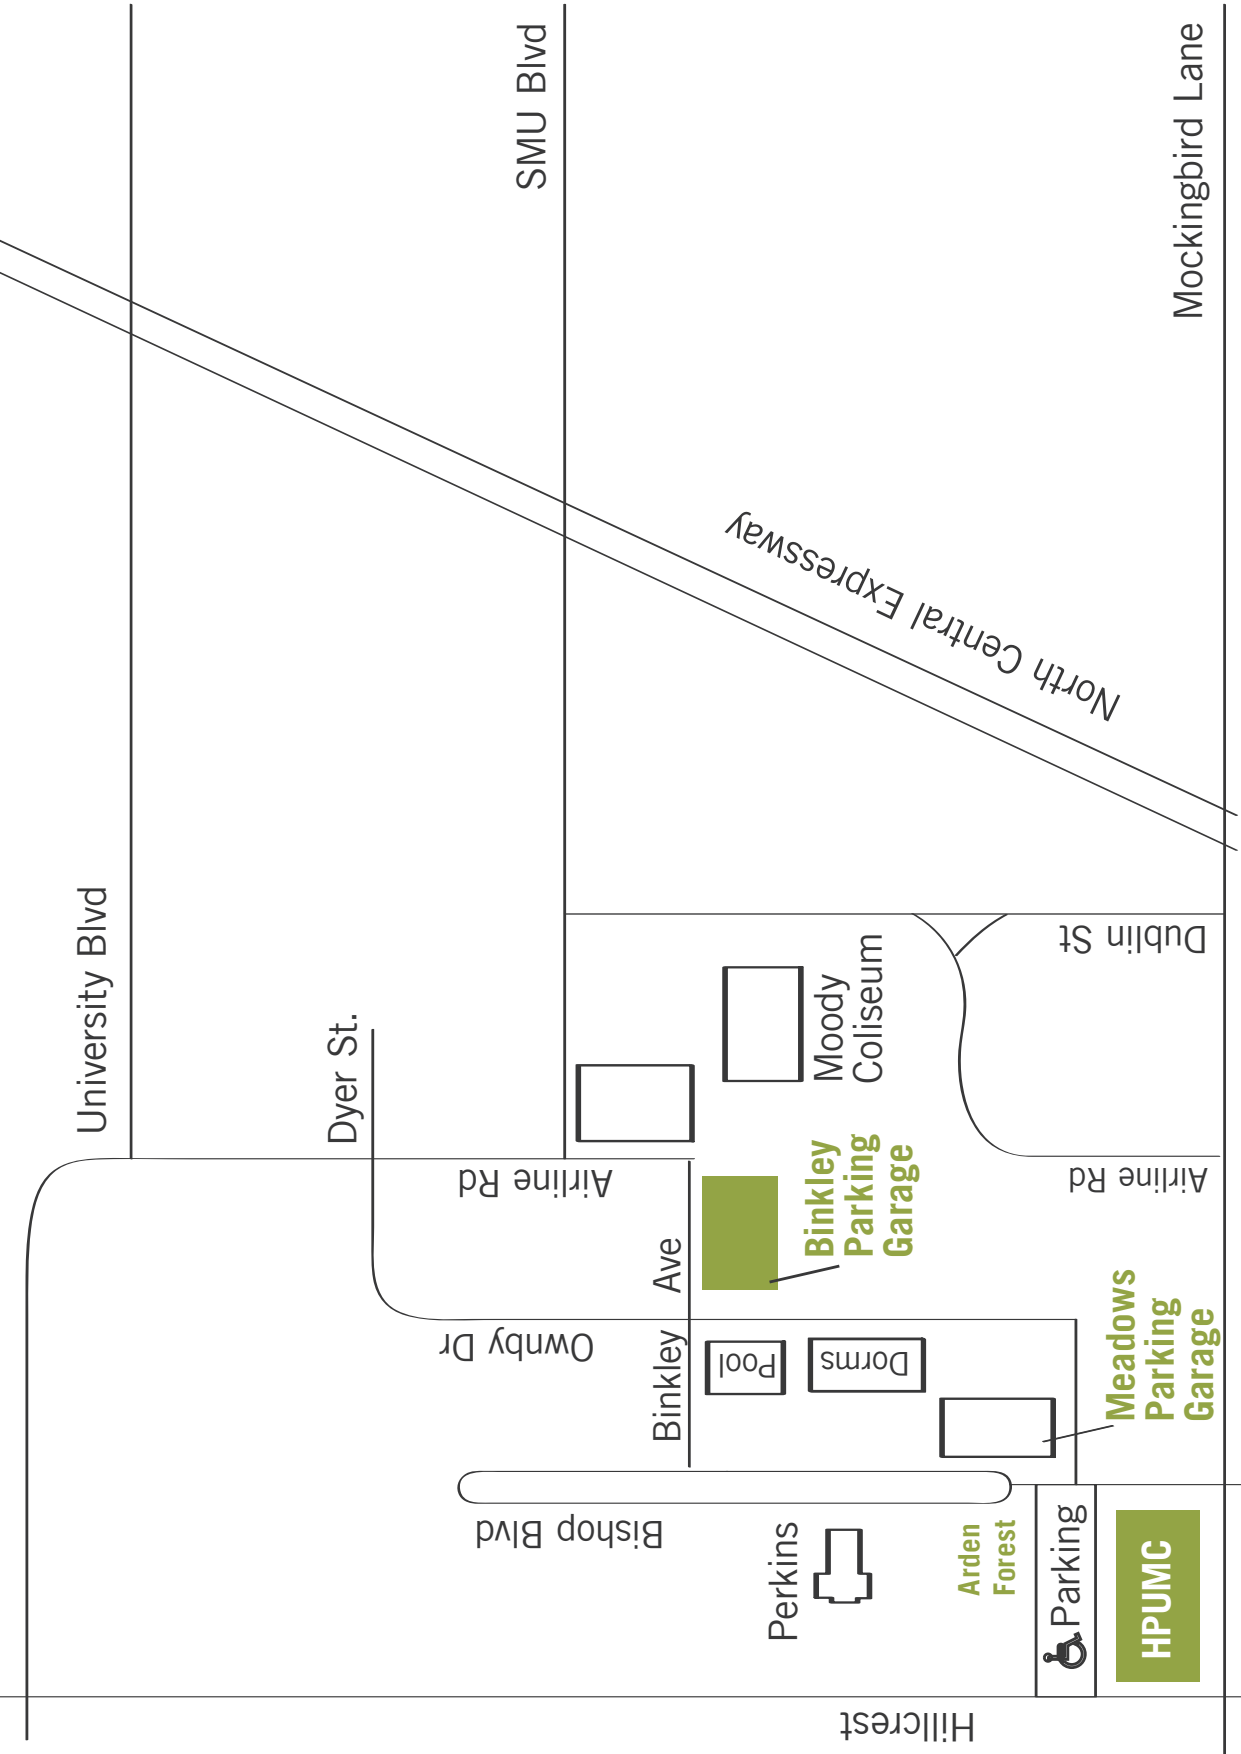 University Blvd
Dyer St.
SMU Blvd
Airline Rd
Ownby Dr
Binkley Ave
Bishop Blvd
Pool
Dorms
Moody
Coliseum
Binkley
Parking
Garage
Perkins
North Central Expressway
Dublin St
Airline Rd
Meadows
Parking
Garage
Arden
Forest
Parking
HPUMC
Hillcrest
Mockingbird Lane